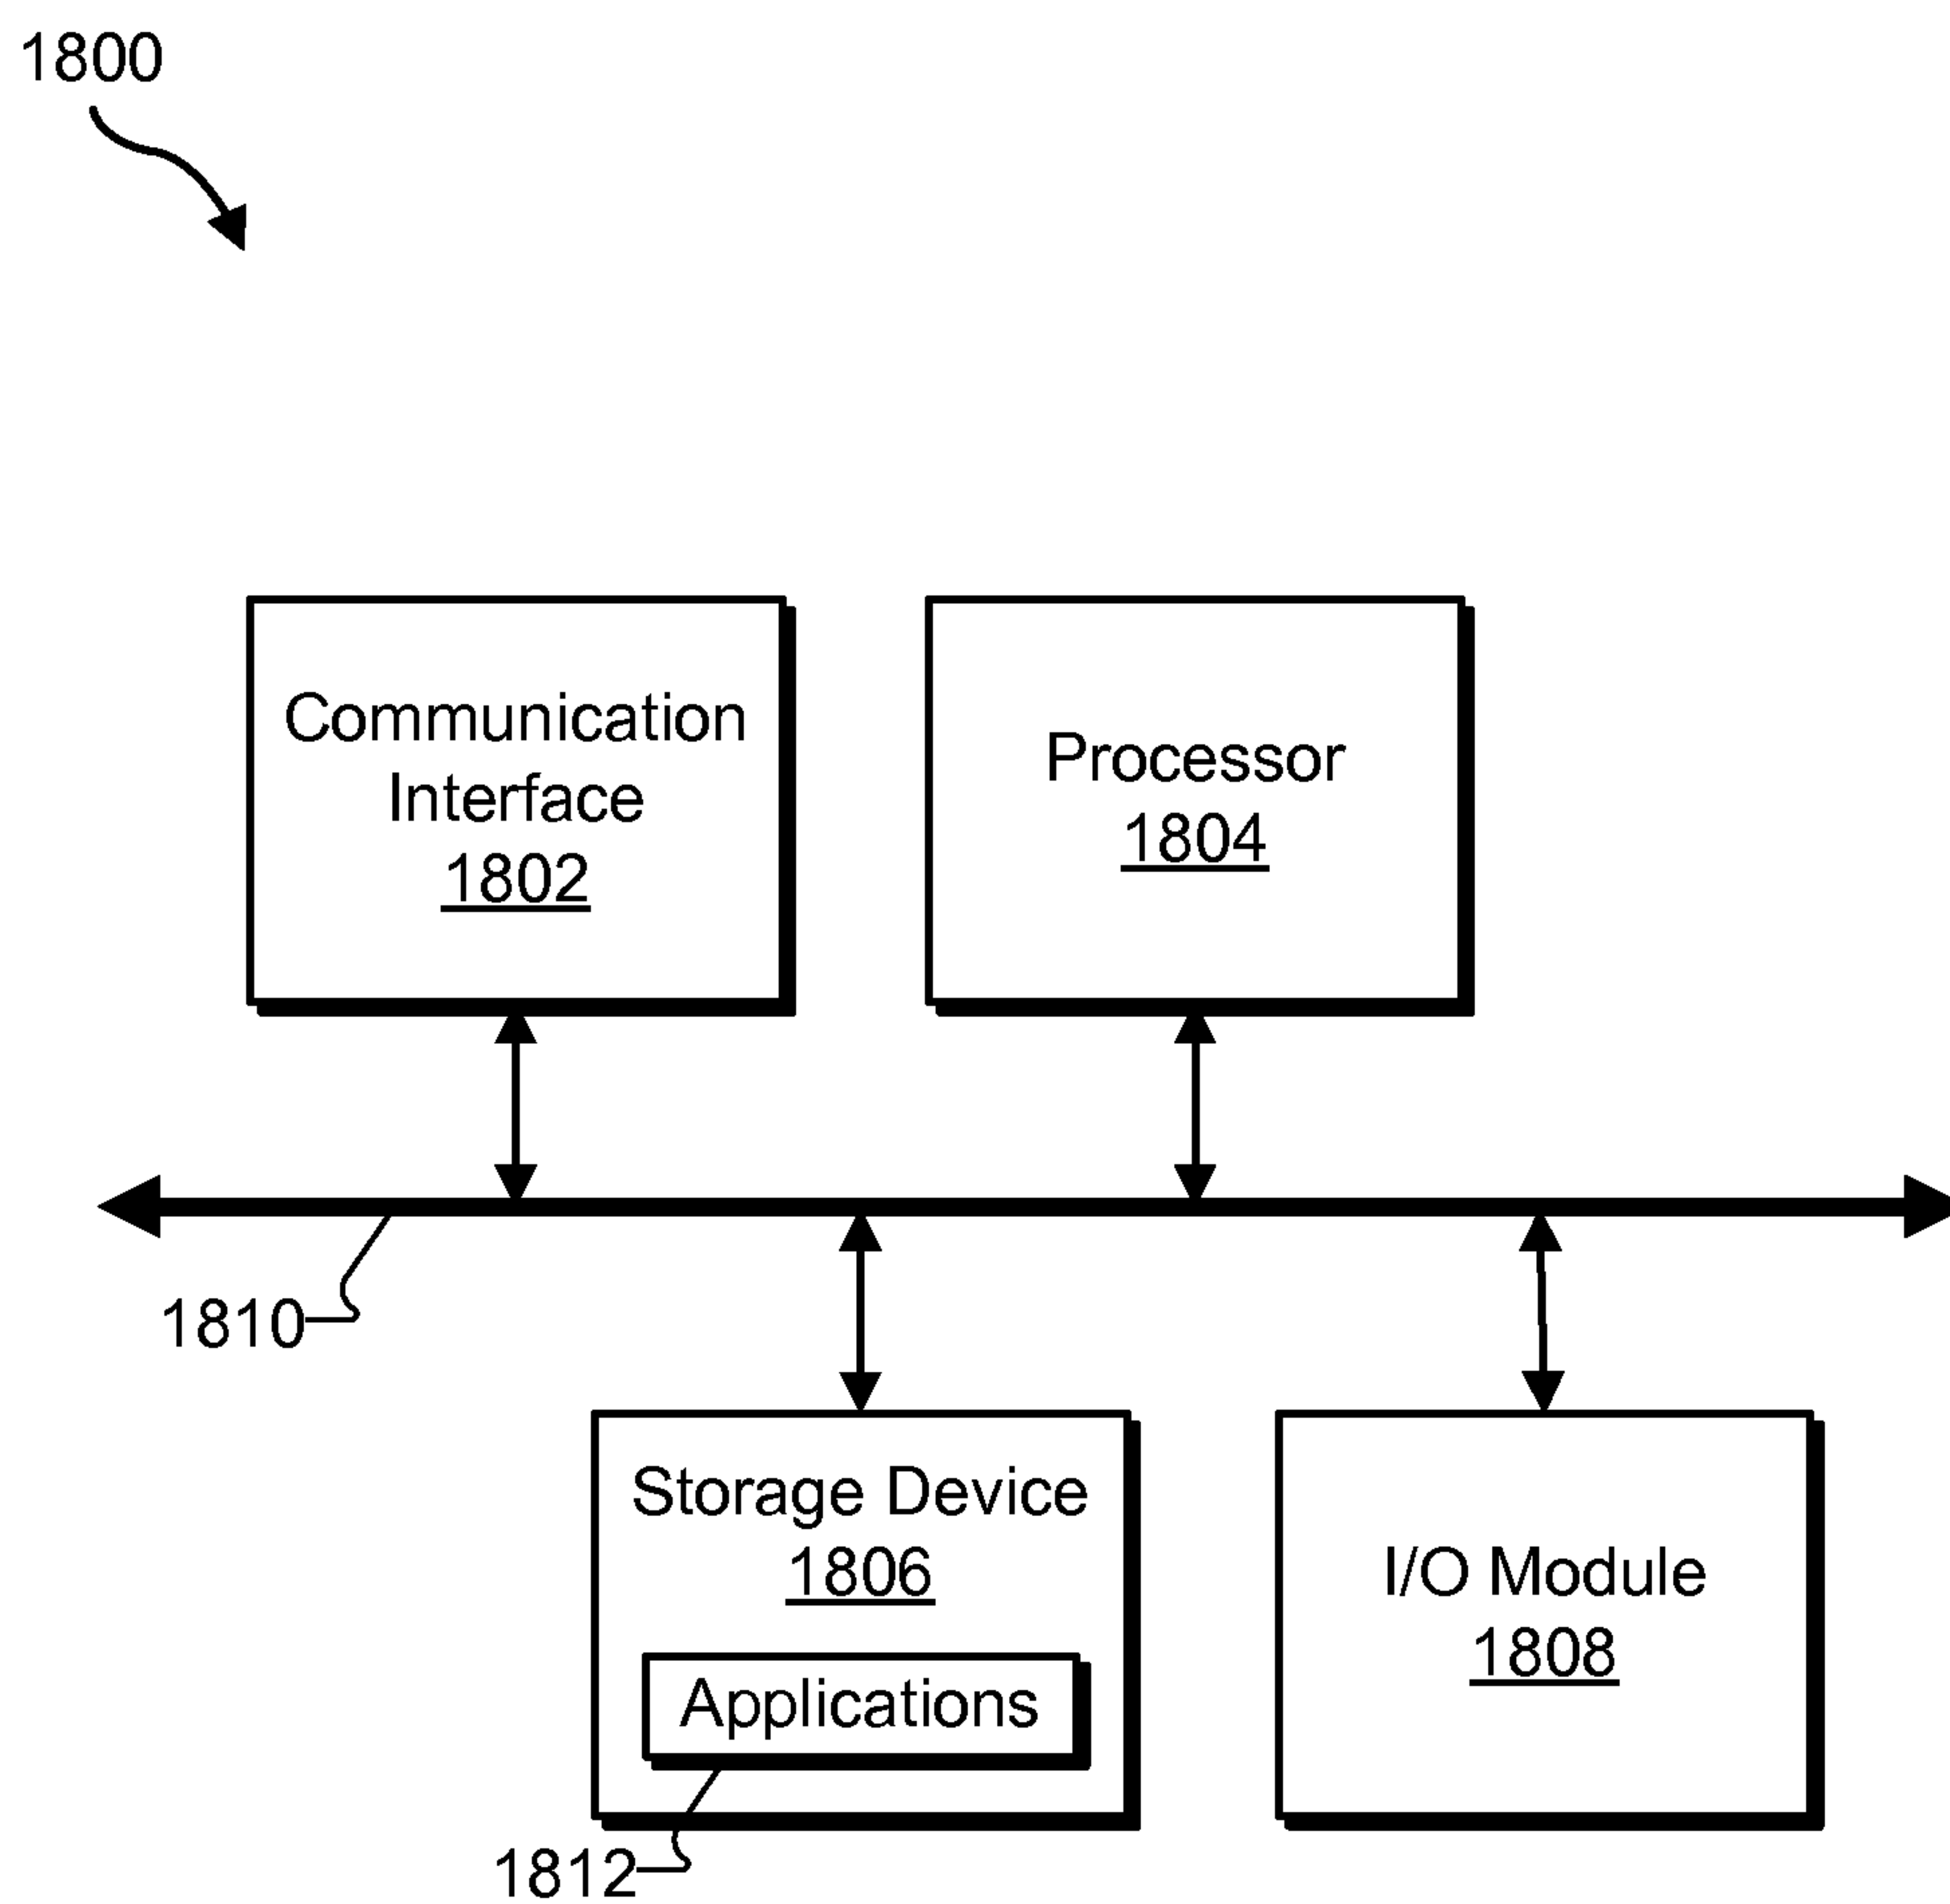 1800
Communication
Interface
1802
Processor
1804
1810
Storage Device
1806
Applications
1812
I/O Module
1808